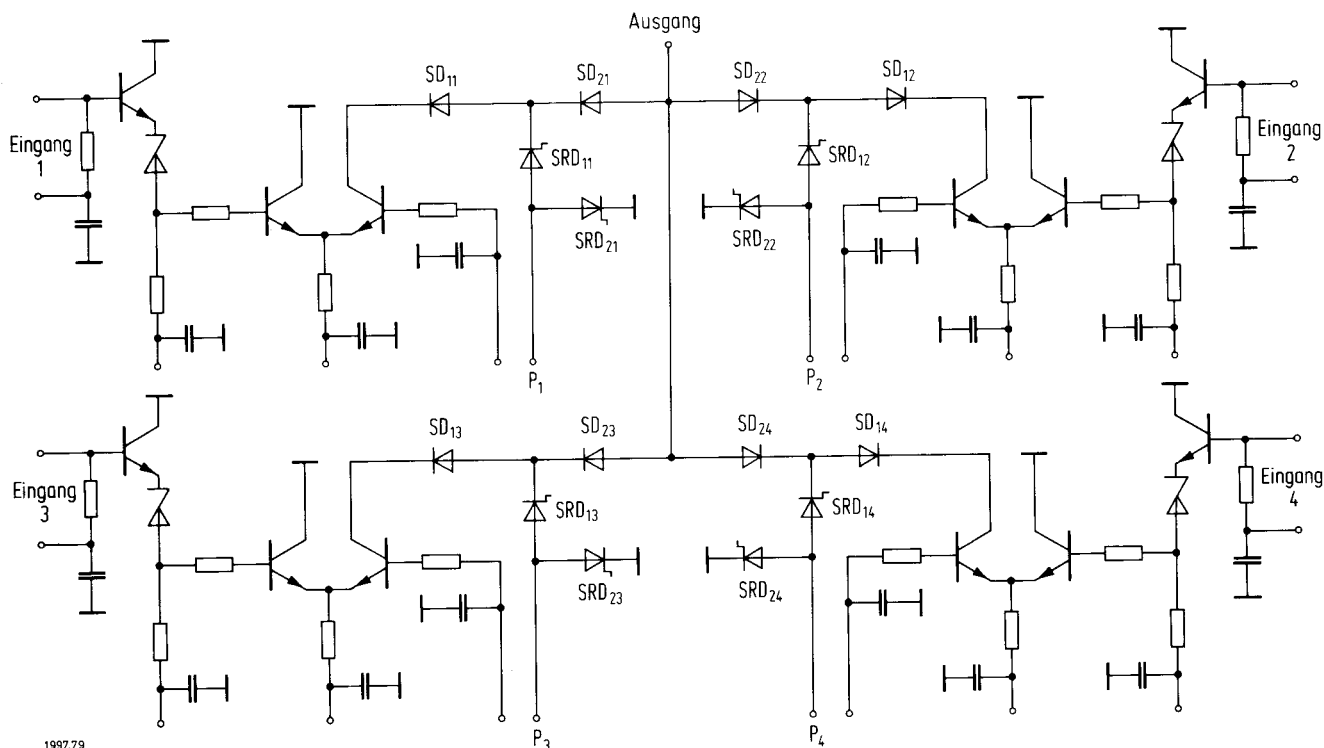 Ausgang
SD11
SD21
SD22
SD12
Eingang
1
SRD11
SRD12
Eingang
2
SRD21
SRD22
P1
P2
SD13
SD23
SD24
SD14
Eingang
3
SRD13
SRD14
Eingang
4
SRD23
SRD24
P3
P4
1997.79